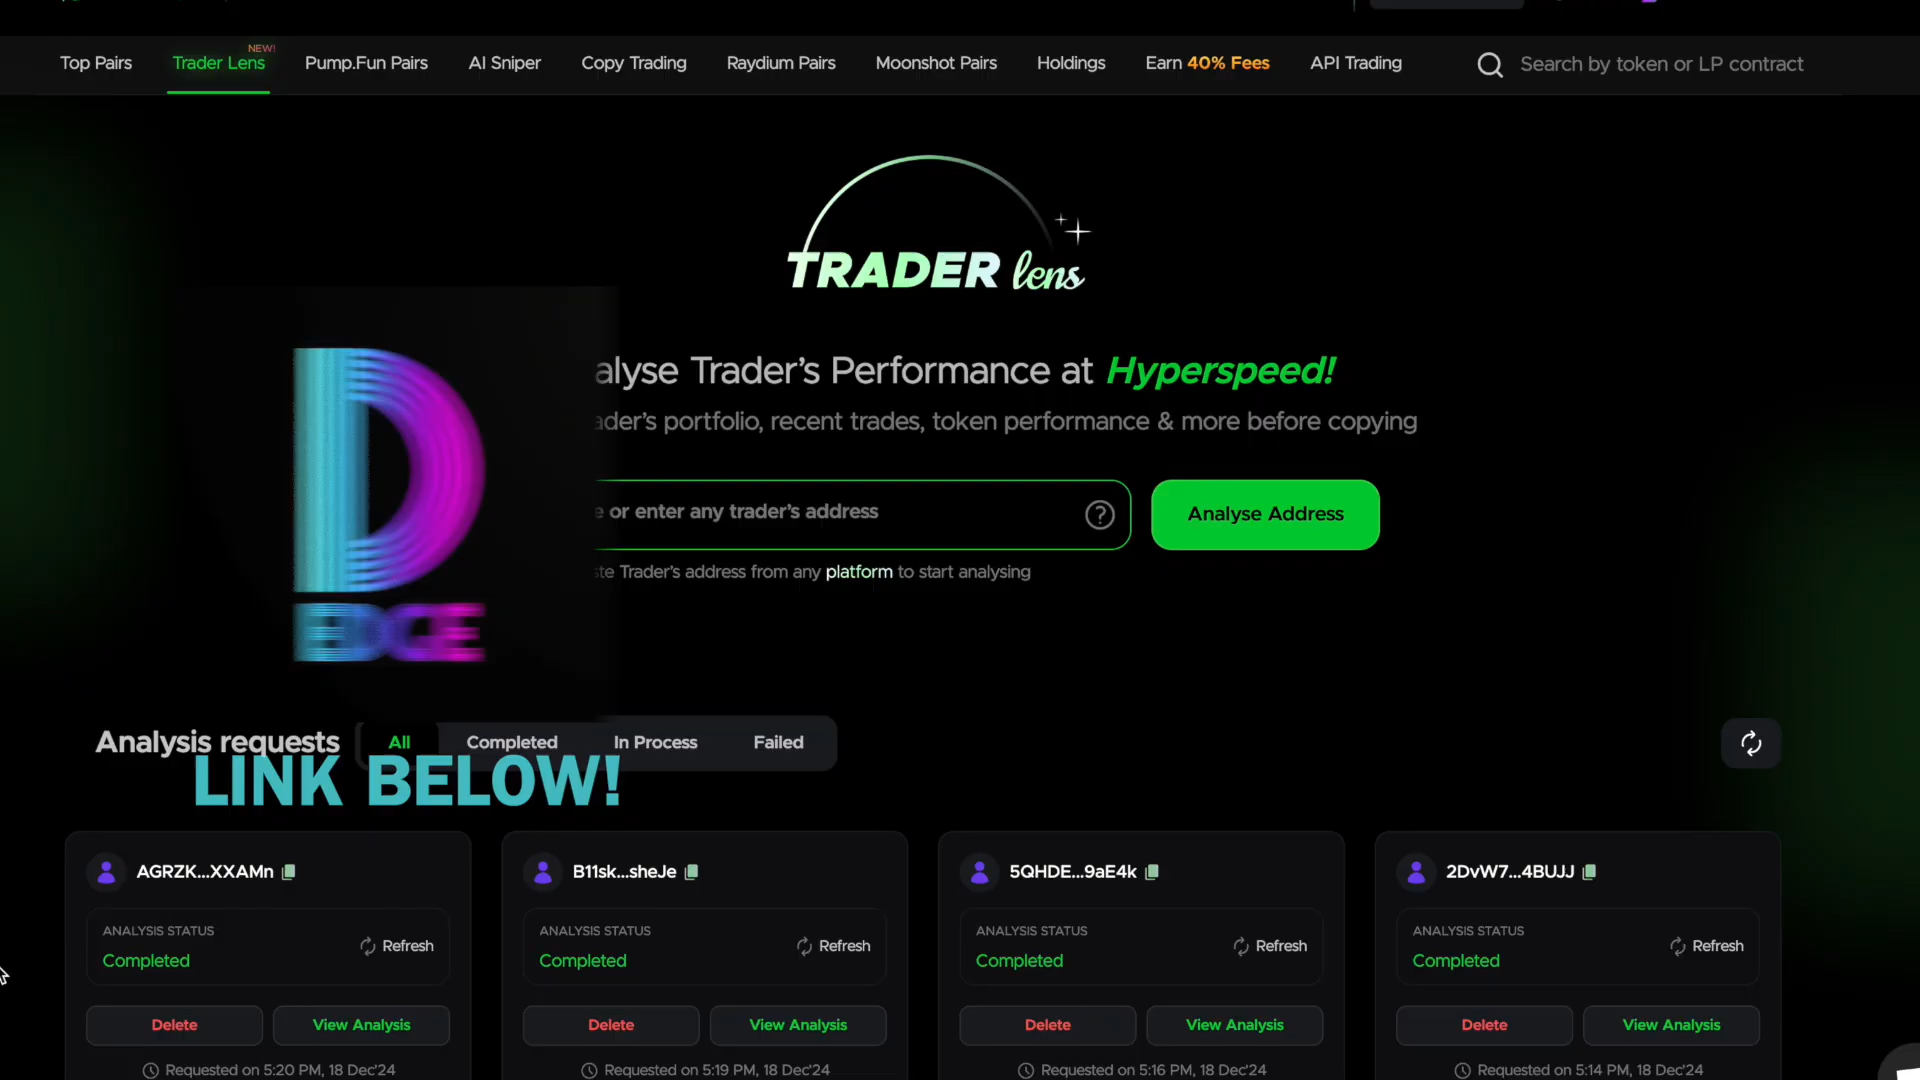 Top Pairs
Trader Lens
NEW!
Pump.Fun Pairs
AI Sniper
Copy Trading
Raydium Pairs
Moonshot Pairs
Holdings
Earn 40% Fees
API Trading
Search by token or LP contract
TRADER lens
alyse Trader's Performance at Hyperspeed!
ader's portfolio, recent trades, token performance & more before copying
e or enter any trader's address
?
Analyse Address
te Trader's address from any platform to start analysing
D
EDGE
Analysis requests
All
Completed
In Process
Failed
LINK BELOW!
AGRZK...XXAMn
ANALYSIS STATUS
Completed
Refresh
Delete
View Analysis
Requested on 5:20 PM, 18 Dec'24
B11sk...sheJe
ANALYSIS STATUS
Completed
Refresh
Delete
View Analysis
Requested on 5:19 PM, 18 Dec'24
5QHDE...9aE4k
ANALYSIS STATUS
Completed
Refresh
Delete
View Analysis
Requested on 5:16 PM, 18 Dec'24
2DvW7...4BUJJ
ANALYSIS STATUS
Completed
Refresh
Delete
View Analysis
Requested on 5:14 PM, 18 Dec'24